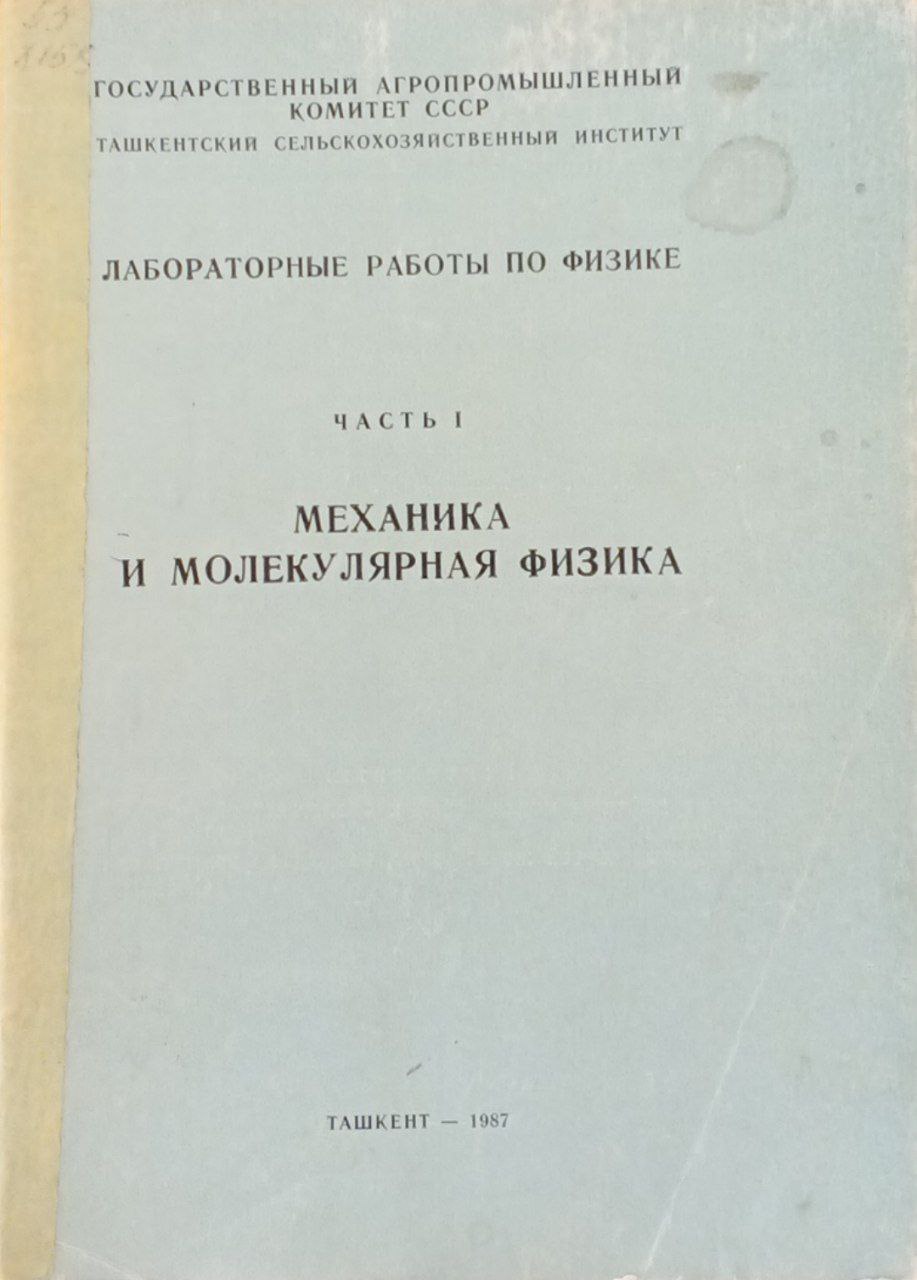 ГОСУДАРСТВЕННЫЙ АГРОПРОМЫШЛЕННЫЙ
КОМИТЕТ СССР
ТАШКЕНТСКИЙ СЕЛЬСКОХОЗЯЙСТВЕННЫЙ ИНСТИТУТ
ЛАБОРАТОРНЫЕ РАБОТЫ ПО ФИЗИКЕ
ЧАСТЬ I
МЕХАНИКА
И МОЛЕКУЛЯРНАЯ ФИЗИКА
ТАШКЕНТ — 1987